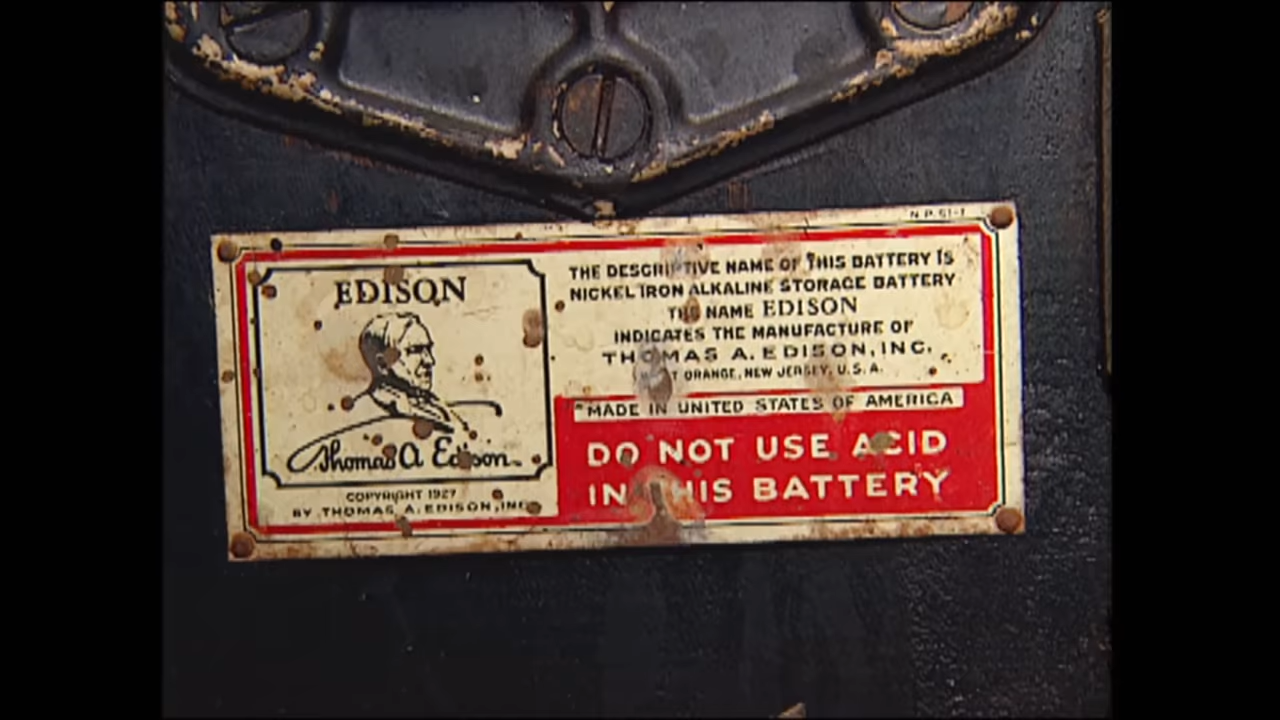 N.P. 61-1
EDISON
Thomas A Edison
COPYRIGHT 1927
BY THOMAS A. EDISON, INC.
THE DESCRIPTIVE NAME OF THIS BATTERY IS
NICKEL IRON ALKALINE STORAGE BATTERY
THE NAME EDISON
INDICATES THE MANUFACTURE OF
THOMAS A. EDISON, INC.
WEST ORANGE, NEW JERSEY, U.S.A.
MADE IN UNITED STATES OF AMERICA
DO NOT USE ACID
IN THIS BATTERY